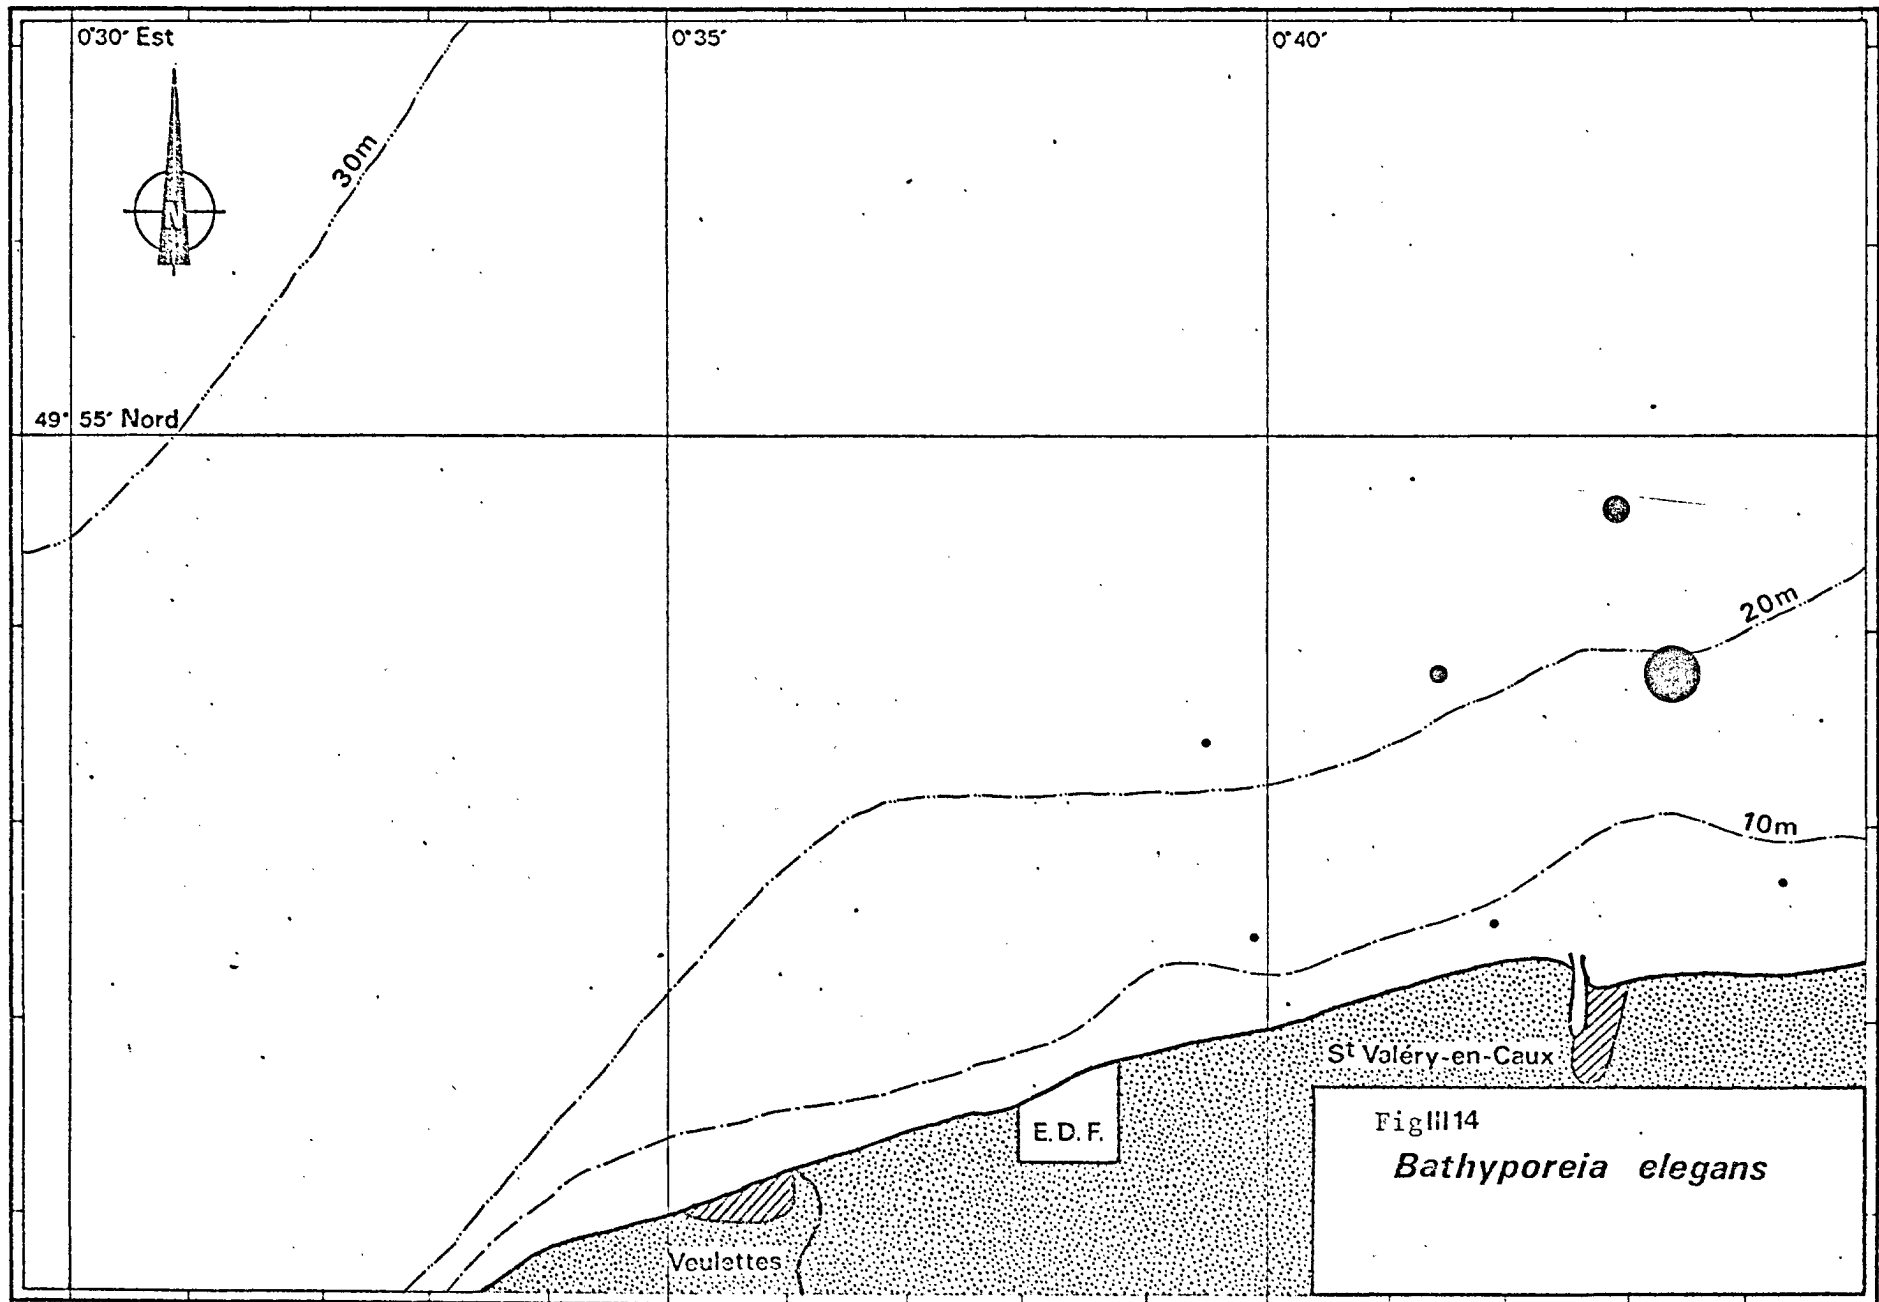 0°30' Est
0°35'
0°40'
30m
N
49° 55' Nord
20m
10m
St Valéry-en-Caux
E.D.F.
Veulettes
Fig III 14
Bathyporeia elegans